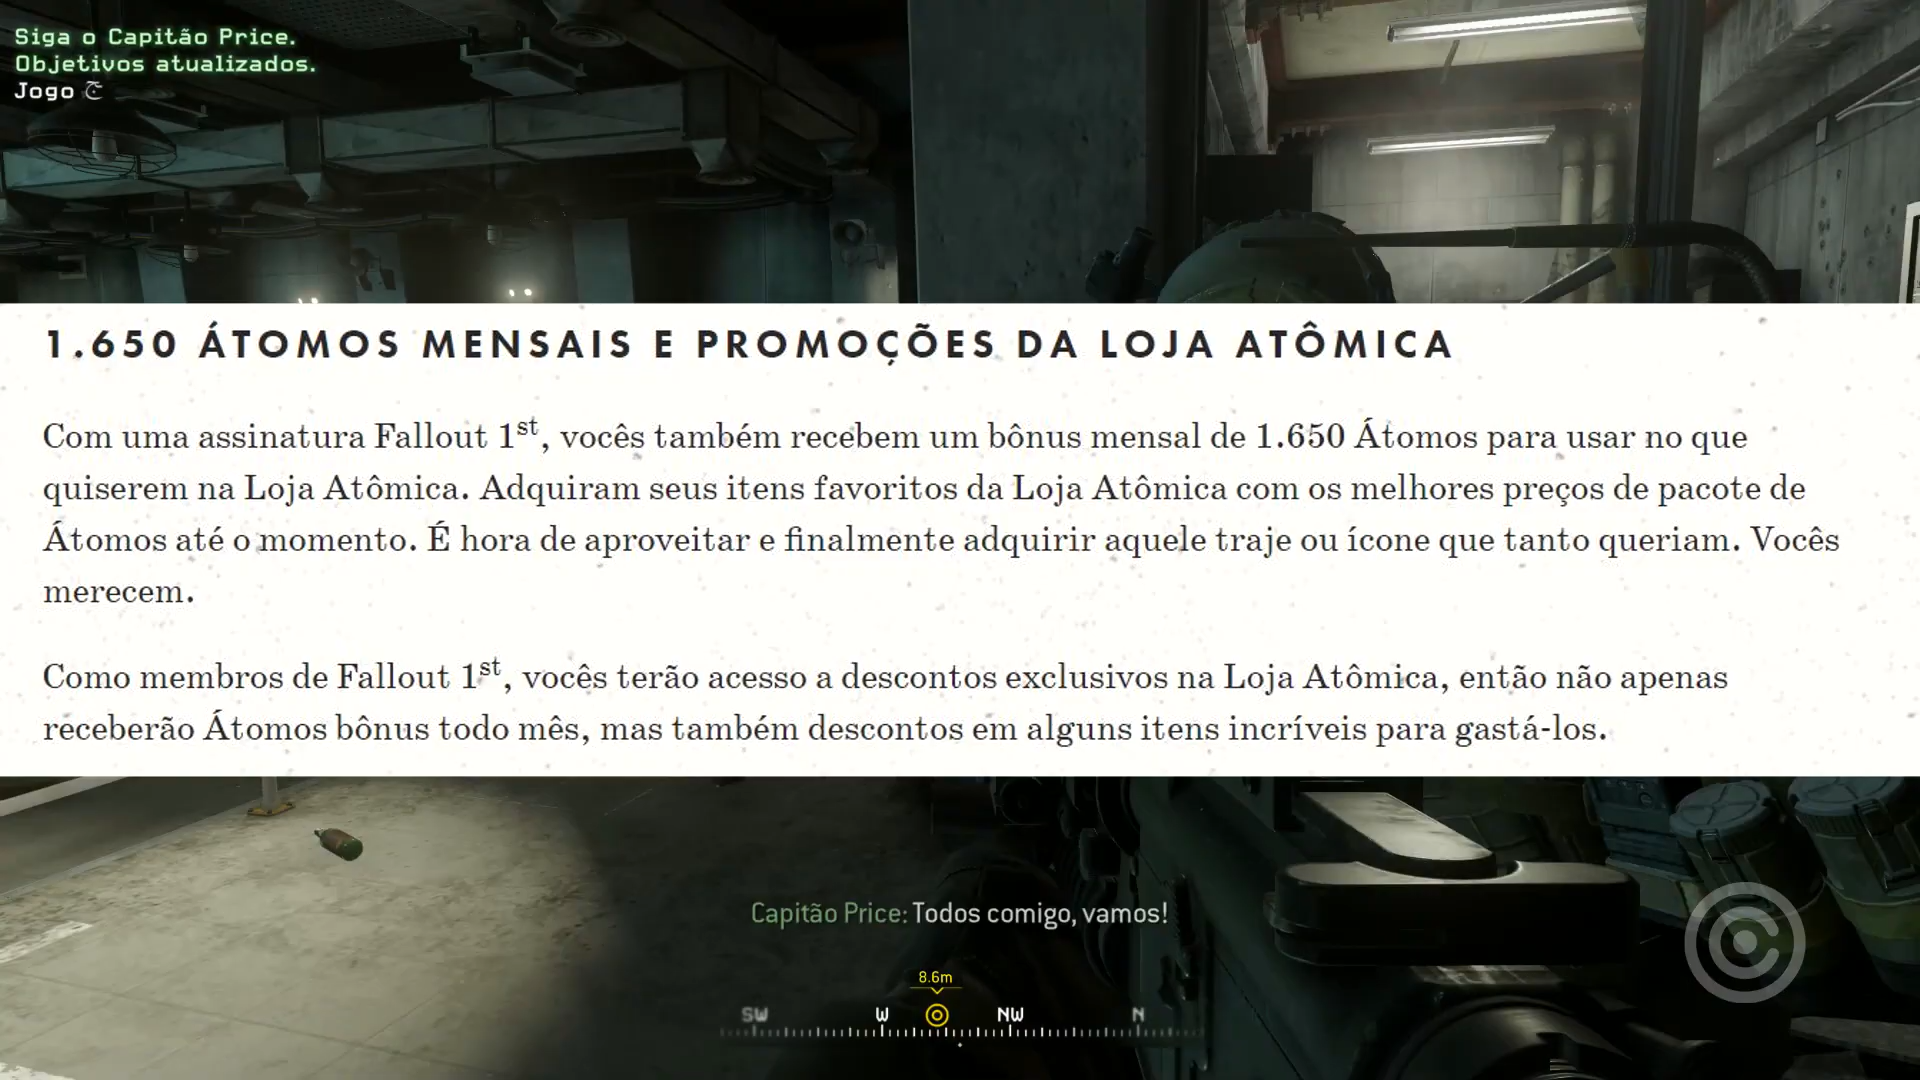 Siga o Capitão Price.
Objetivos atualizados.
Jogo
1.650 ÁTOMOS MENSAIS E PROMOÇÕES DA LOJA ATÔMICA
Com uma assinatura Fallout 1st, vocês também recebem um bônus mensal de 1.650 Átomos para usar no que
quiserem na Loja Atômica. Adquiram seus itens favoritos da Loja Atômica com os melhores preços de pacote de
Átomos até o momento. É hora de aproveitar e finalmente adquirir aquele traje ou ícone que tanto queriam. Vocês
merecem.
Como membros de Fallout 1st, vocês terão acesso a descontos exclusivos na Loja Atômica, então não apenas
receberão Átomos bônus todo mês, mas também descontos em alguns itens incríveis para gastá-los.
Capitão Price: Todos comigo, vamos!
8.6m
SW W NW N